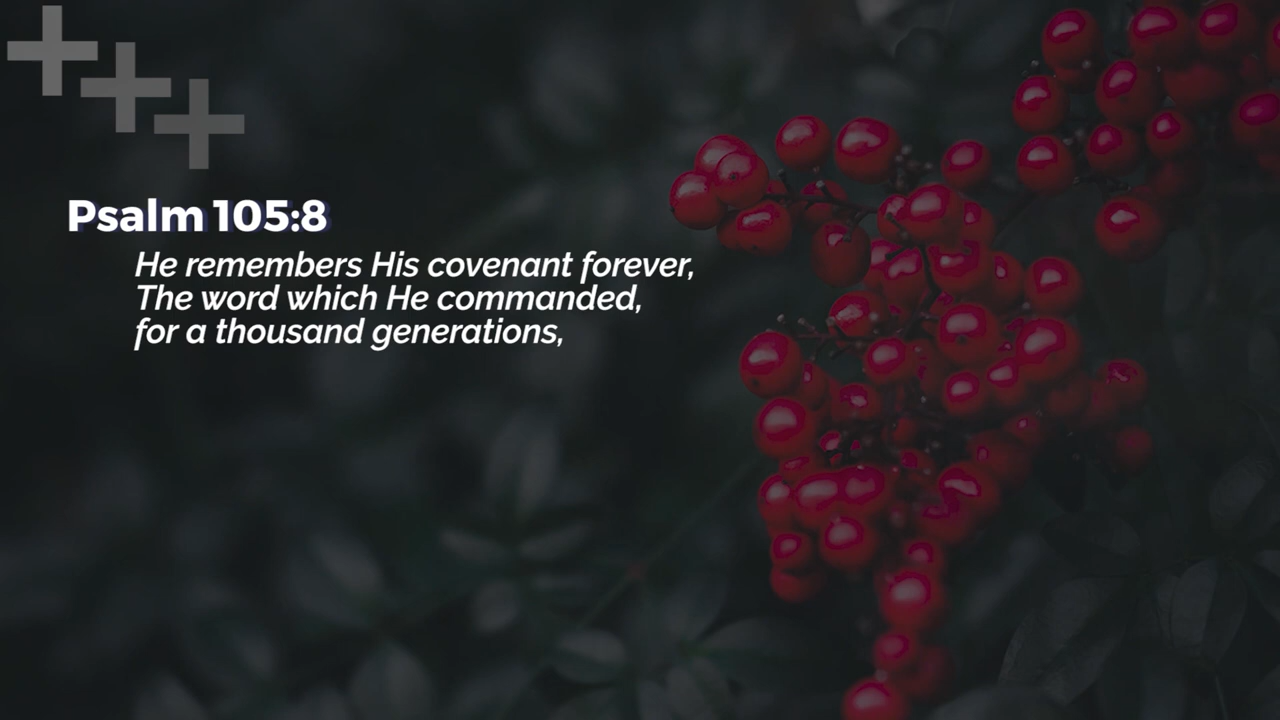 Psalm 105:8
He remembers His covenant forever,
The word which He commanded,
for a thousand generations,